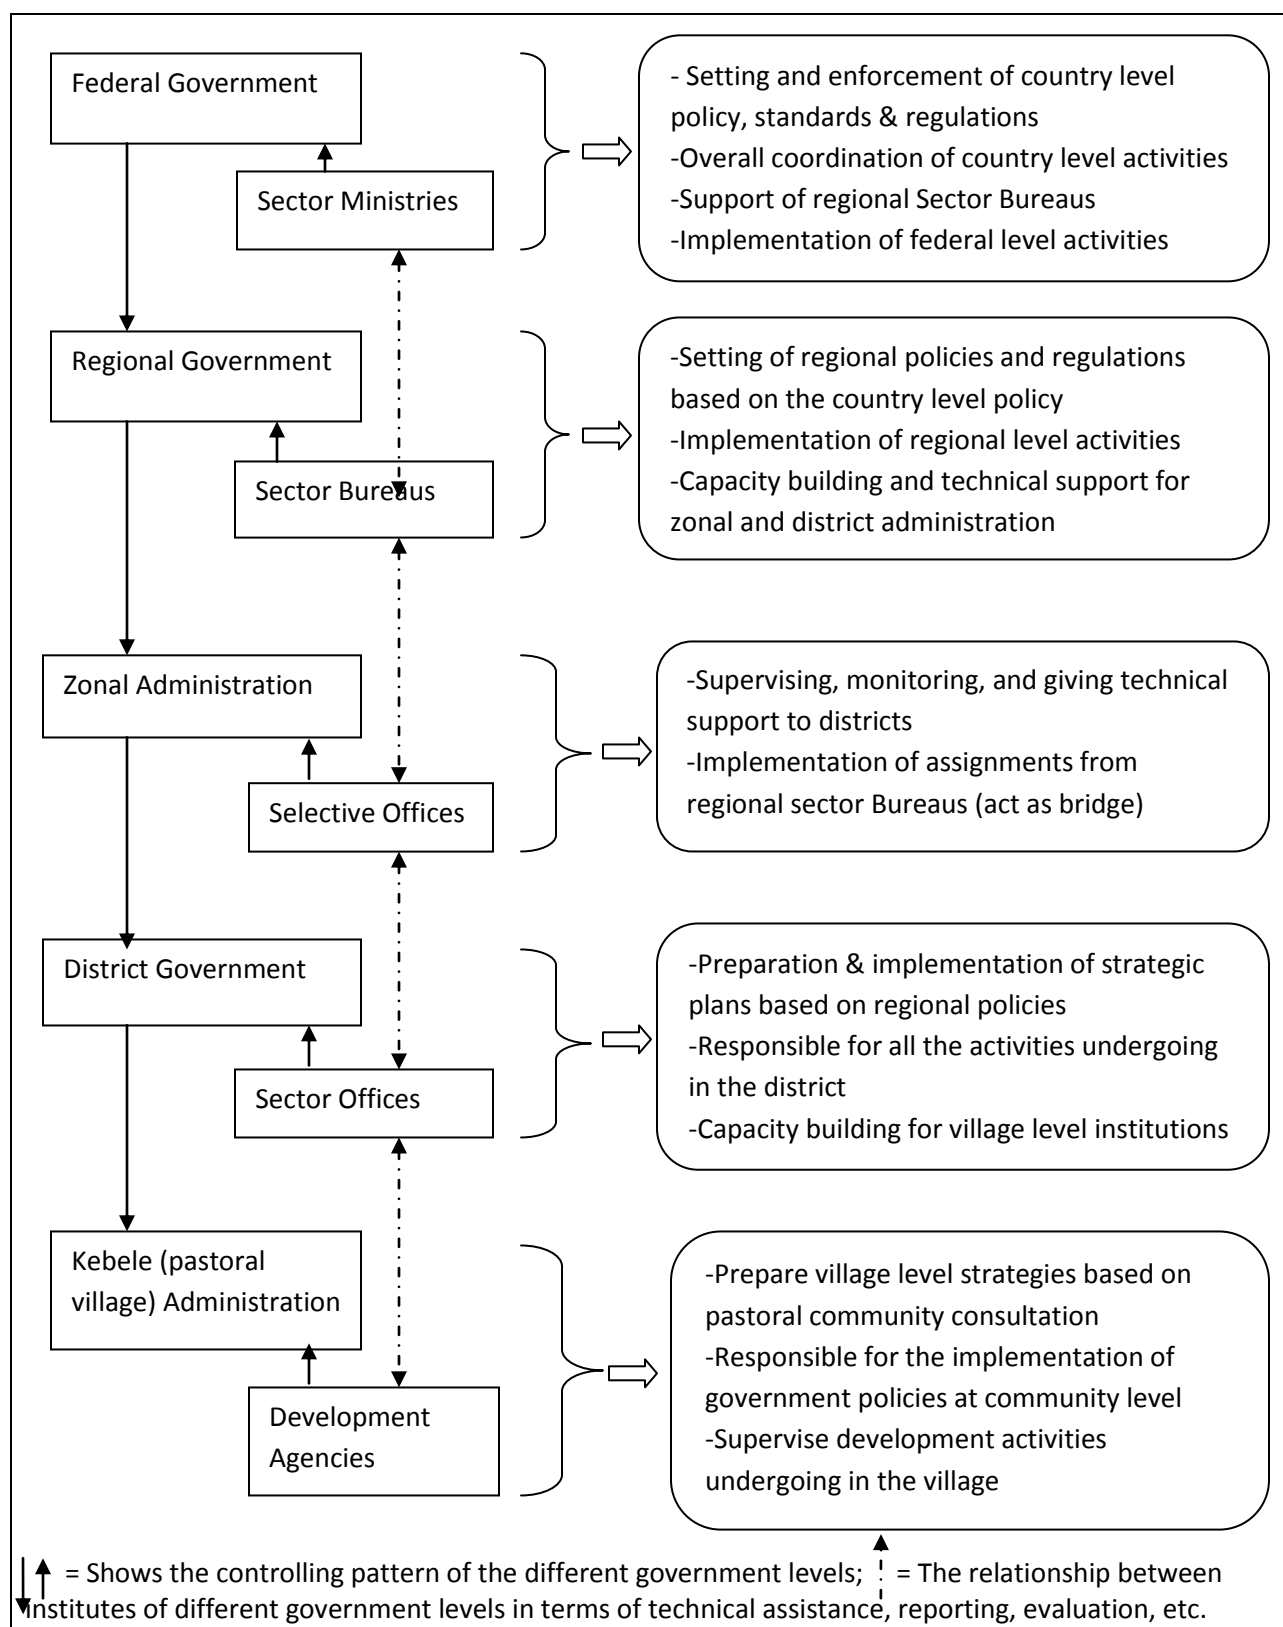 Federal Government
Sector Ministries
- Setting and enforcement of country level
policy, standards & regulations
-Overall coordination of country level activities
-Support of regional Sector Bureaus
-Implementation of federal level activities
Regional Government
Sector Bureaus
-Setting of regional policies and regulations
based on the country level policy
-Implementation of regional level activities
-Capacity building and technical support for
zonal and district administration
Zonal Administration
Selective Offices
-Supervising, monitoring, and giving technical
support to districts
-Implementation of assignments from
regional sector Bureaus (act as bridge)
District Government
Sector Offices
-Preparation & implementation of strategic
plans based on regional policies
-Responsible for all the activities undergoing
in the district
-Capacity building for village level institutions
Kebele (pastoral
village) Administration
Development
Agencies
-Prepare village level strategies based on
pastoral community consultation
-Responsible for the implementation of
government policies at community level
-Supervise development activities
undergoing in the village
= Shows the controlling pattern of the different government levels; = The relationship between
institutes of different government levels in terms of technical assistance, reporting, evaluation, etc.